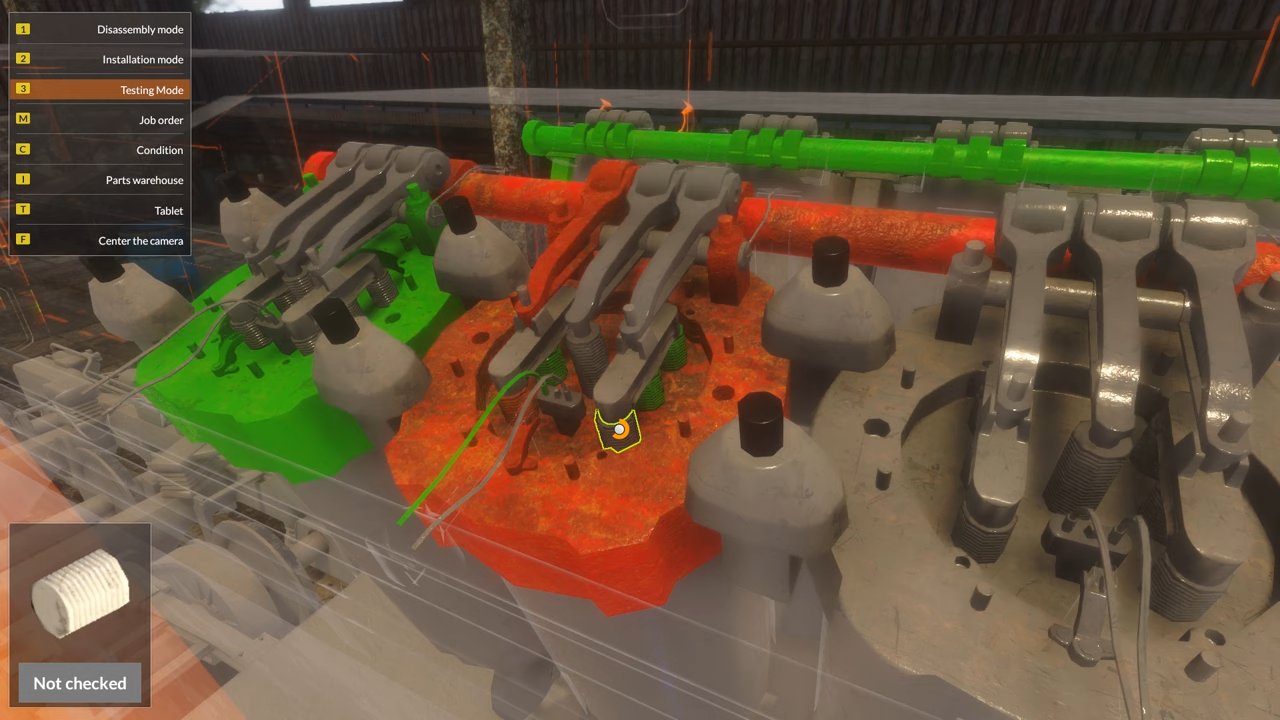 1 Disassembly mode
2 Installation mode
3 Testing Mode
M Job order
C Condition
I Parts warehouse
T Tablet
F Center the camera
Not checked